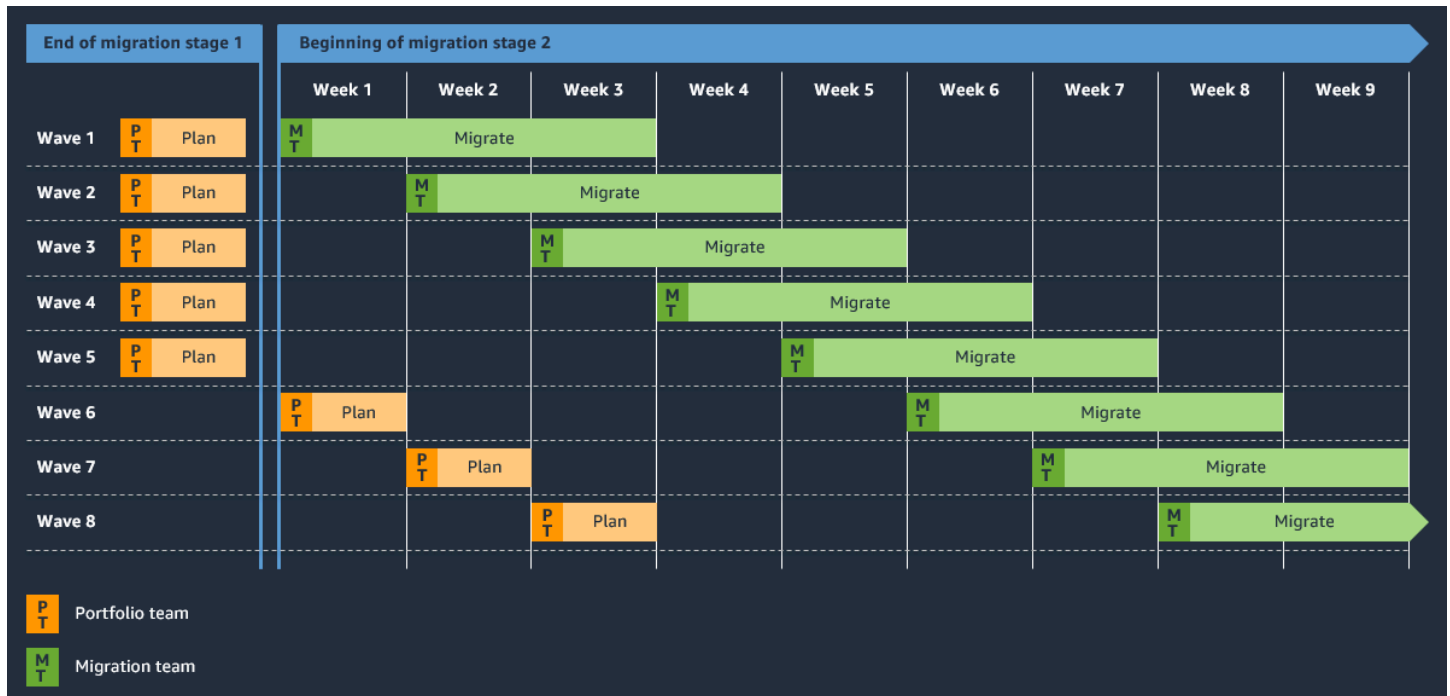 End of migration stage 1
Beginning of migration stage 2
Week 1 Week 2 Week 3 Week 4 Week 5 Week 6 Week 7 Week 8 Week 9
Wave 1 PT Plan MT Migrate
Wave 2 PT Plan MT Migrate
Wave 3 PT Plan MT Migrate
Wave 4 PT Plan MT Migrate
Wave 5 PT Plan MT Migrate
Wave 6 PT Plan MT Migrate
Wave 7 PT Plan MT Migrate
Wave 8 PT Plan MT Migrate
PT Portfolio team
MT Migration team